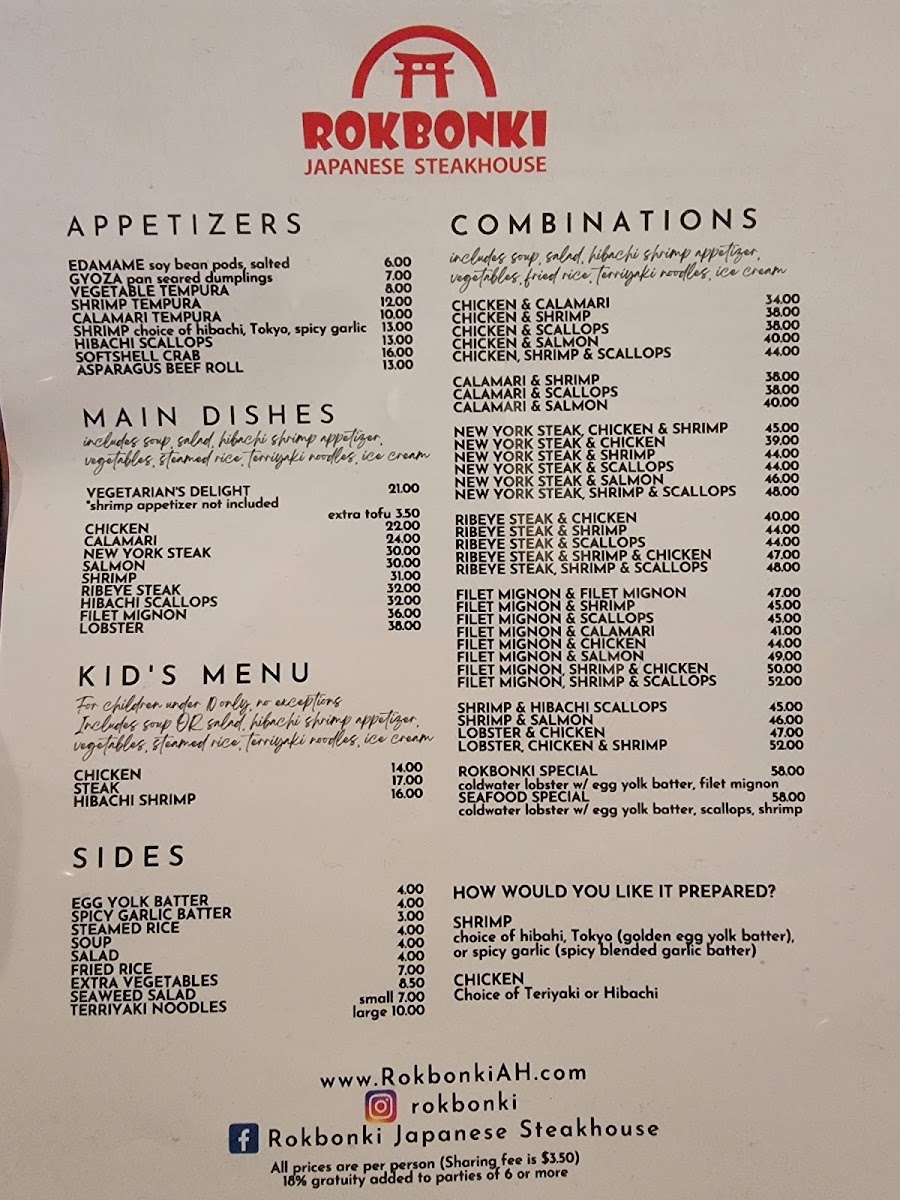 ROKBONKI
JAPANESE STEAKHOUSE
APPETIZERS
EDAMAME soy bean pods, salted 6.00
GYOZA pan seared dumplings 7.00
VEGETABLE TEMPURA 8.00
SHRIMP TEMPURA 12.00
CALAMARI TEMPURA 10.00
SHRIMP choice of hibachi, Tokyo, spicy garlic 13.00
HIBACHI SCALLOPS 13.00
SOFTSHELL CRAB 16.00
ASPARAGUS BEEF ROLL 13.00
MAIN DISHES
includes soup, salad, hibachi shrimp appetizer,
vegetables, steamed rice, terriyaki noodles, ice cream
VEGETARIAN'S DELIGHT 21.00
*shrimp appetizer not included
extra tofu 3.50
CHICKEN 22.00
CALAMARI 24.00
NEW YORK STEAK 30.00
SALMON 30.00
SHRIMP 31.00
RIBEYE STEAK 32.00
HIBACHI SCALLOPS 32.00
FILET MIGNON 36.00
LOBSTER 38.00
KID'S MENU
For children under 10 only, no exceptions
Includes soup OR salad, hibachi shrimp appetizer,
vegetables, steamed rice, terriyaki noodles, ice cream
CHICKEN 14.00
STEAK 17.00
HIBACHI SHRIMP 16.00
SIDES
EGG YOLK BATTER 4.00
SPICY GARLIC BATTER 4.00
STEAMED RICE 3.00
SOUP 4.00
SALAD 4.00
FRIED RICE 4.00
EXTRA VEGETABLES 7.00
SEAWEED SALAD 8.50
TERRIYAKI NOODLES small 7.00
large 10.00
COMBINATIONS
includes soup, salad, hibachi shrimp appetizer,
vegetables, fried rice, terriyaki noodles, ice cream
CHICKEN & CALAMARI 34.00
CHICKEN & SHRIMP 38.00
CHICKEN & SCALLOPS 38.00
CHICKEN & SALMON 40.00
CHICKEN, SHRIMP & SCALLOPS 44.00
CALAMARI & SHRIMP 38.00
CALAMARI & SCALLOPS 38.00
CALAMARI & SALMON 40.00
NEW YORK STEAK, CHICKEN & SHRIMP 45.00
NEW YORK STEAK & CHICKEN 39.00
NEW YORK STEAK & SHRIMP 44.00
NEW YORK STEAK & SCALLOPS 44.00
NEW YORK STEAK & SALMON 46.00
NEW YORK STEAK, SHRIMP & SCALLOPS 48.00
RIBEYE STEAK & CHICKEN 40.00
RIBEYE STEAK & SHRIMP 44.00
RIBEYE STEAK & SCALLOPS 44.00
RIBEYE STEAK & SHRIMP & CHICKEN 47.00
RIBEYE STEAK, SHRIMP & SCALLOPS 48.00
FILET MIGNON & FILET MIGNON 47.00
FILET MIGNON & SHRIMP 45.00
FILET MIGNON & SCALLOPS 45.00
FILET MIGNON & CALAMARI 41.00
FILET MIGNON & CHICKEN 44.00
FILET MIGNON & SALMON 49.00
FILET MIGNON, SHRIMP & CHICKEN 50.00
FILET MIGNON, SHRIMP & SCALLOPS 52.00
SHRIMP & HIBACHI SCALLOPS 45.00
SHRIMP & SALMON 46.00
LOBSTER & CHICKEN 47.00
LOBSTER, CHICKEN & SHRIMP 52.00
ROKBONKI SPECIAL 58.00
coldwater lobster w/ egg yolk batter, filet mignon
SEAFOOD SPECIAL 58.00
coldwater lobster w/ egg yolk batter, scallops, shrimp
HOW WOULD YOU LIKE IT PREPARED?
SHRIMP
choice of hibahi, Tokyo (golden egg yolk batter),
or spicy garlic (spicy blended garlic batter)
CHICKEN
Choice of Teriyaki or Hibachi
www.RokbonkiAH.com
rokbonki
Rokbonki Japanese Steakhouse
All prices are per person (Sharing fee is $3.50)
18% gratuity added to parties of 6 or more